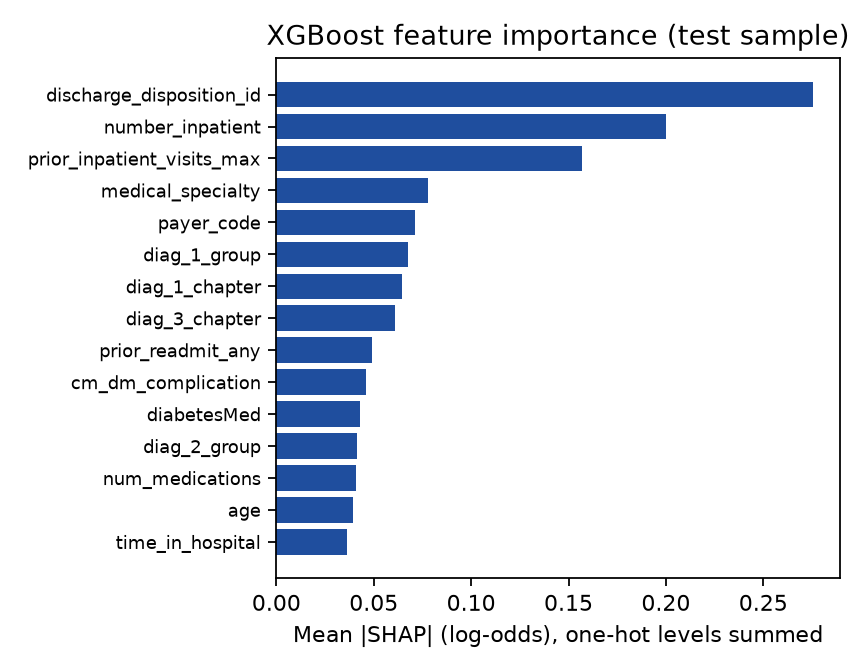 XGBoost feature importance (test sample)
discharge_disposition_id
number_inpatient
prior_inpatient_visits_max
medical_specialty
payer_code
diag_1_group
diag_1_chapter
diag_3_chapter
prior_readmit_any
cm_dm_complication
diabetesMed
diag_2_group
num_medications
age
time_in_hospital
0.00 0.05 0.10 0.15 0.20 0.25
Mean |SHAP| (log-odds), one-hot levels summed